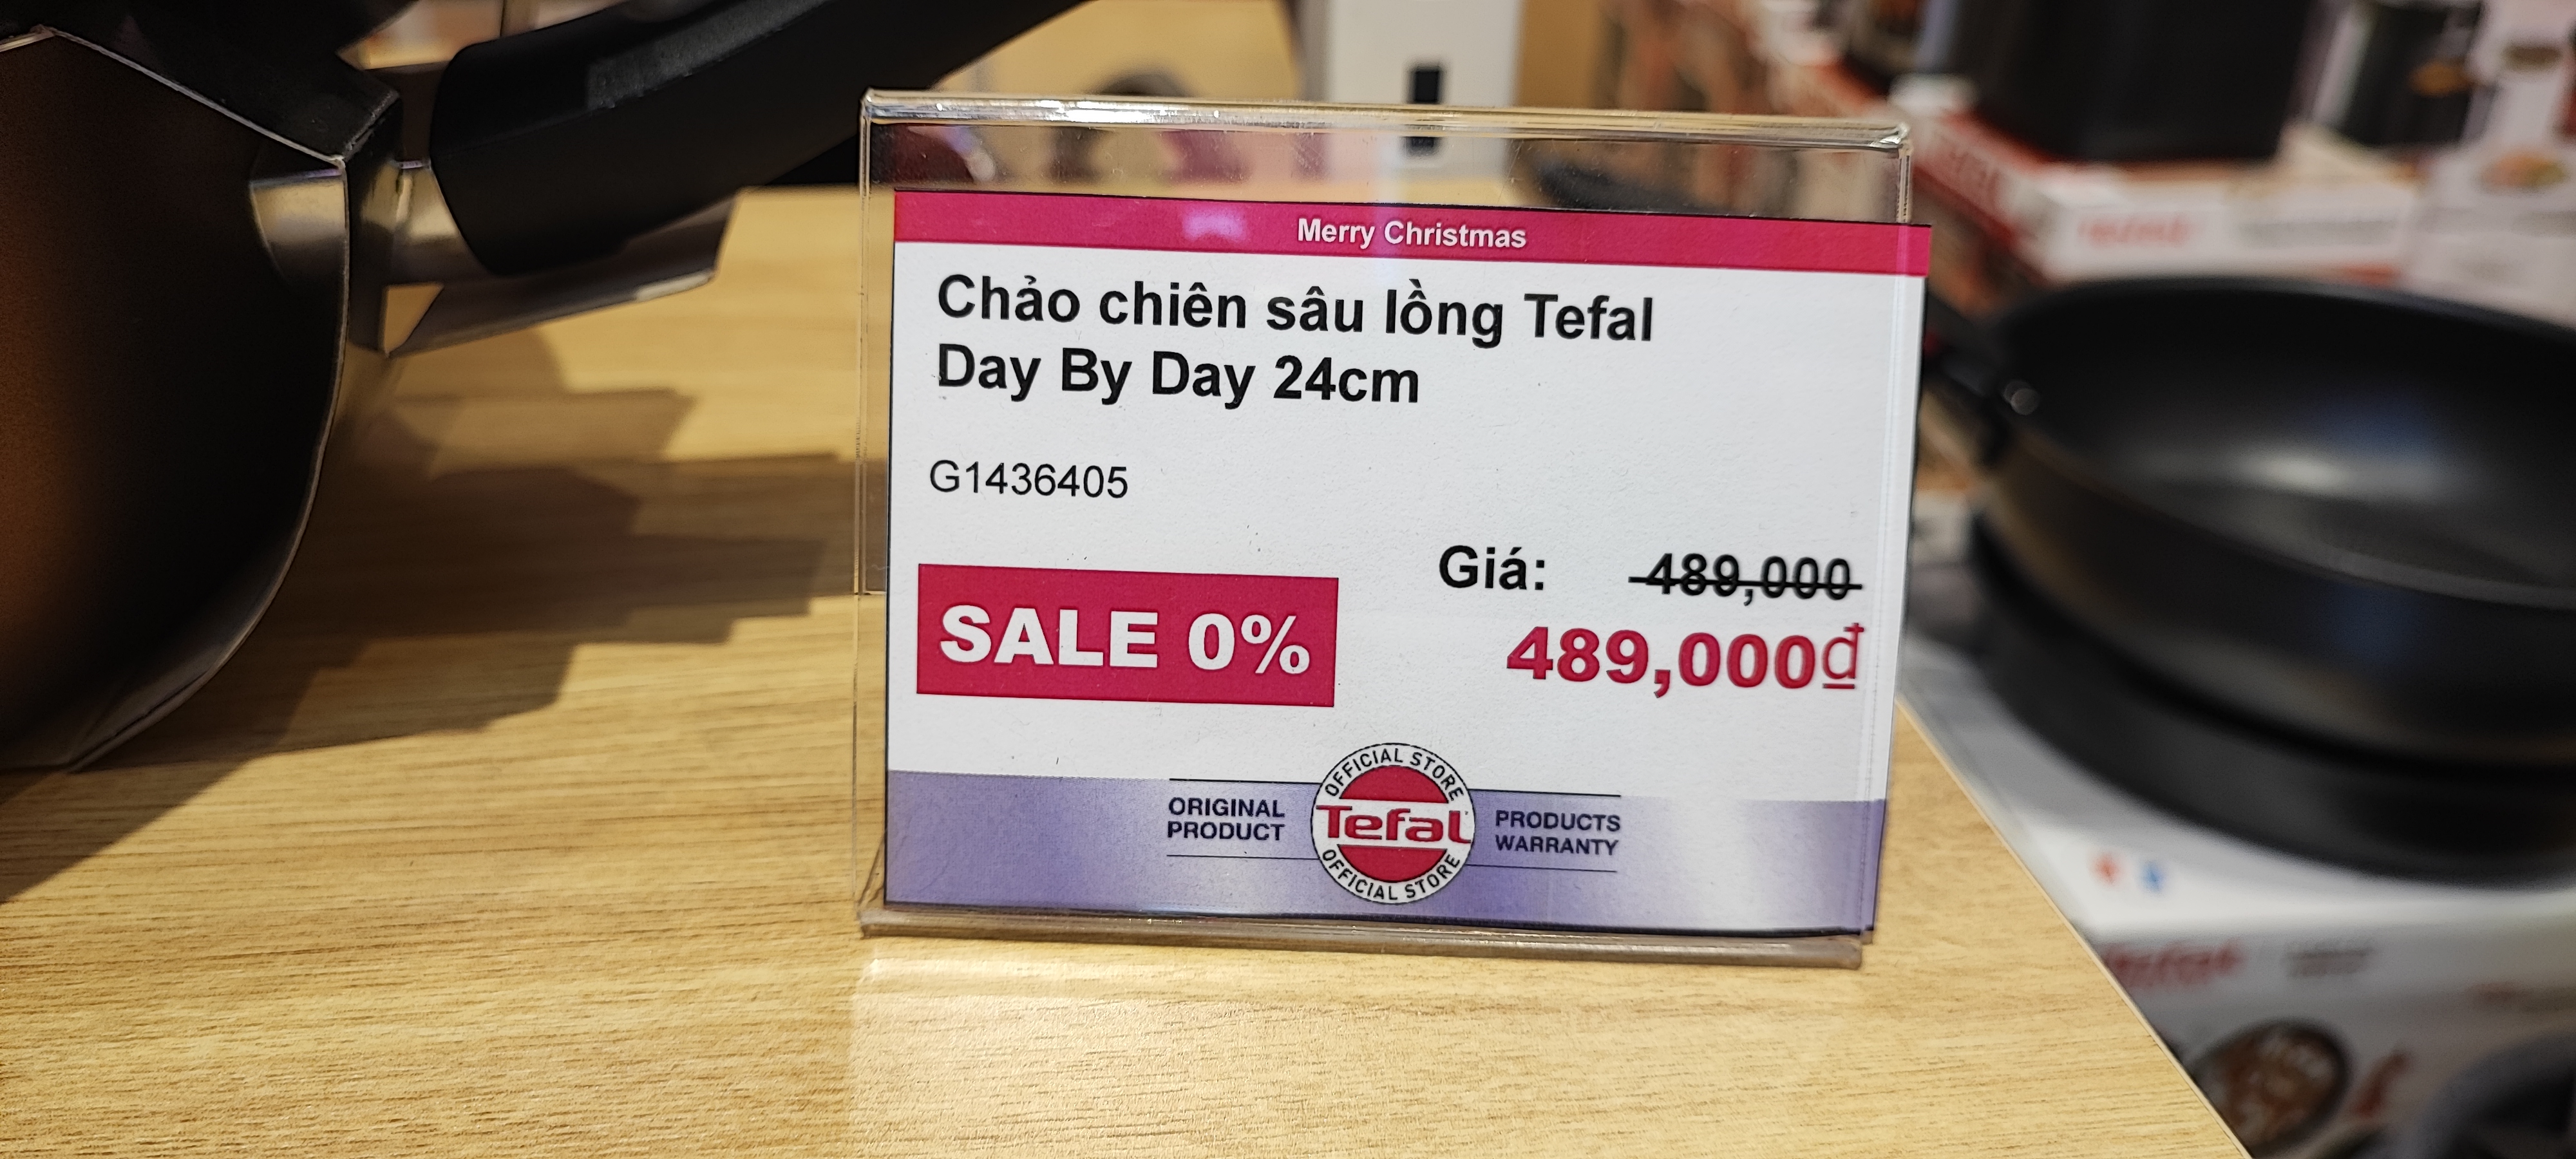 Merry Christmas
Chảo chiên sâu lồng Tefal
Day By Day 24cm
G1436405
Giá: 489,000
SALE 0%
489,000₫
OFFICIAL STORE
ORIGINAL
PRODUCT
Tefal
PRODUCTS
WARRANTY
OFFICIAL STORE